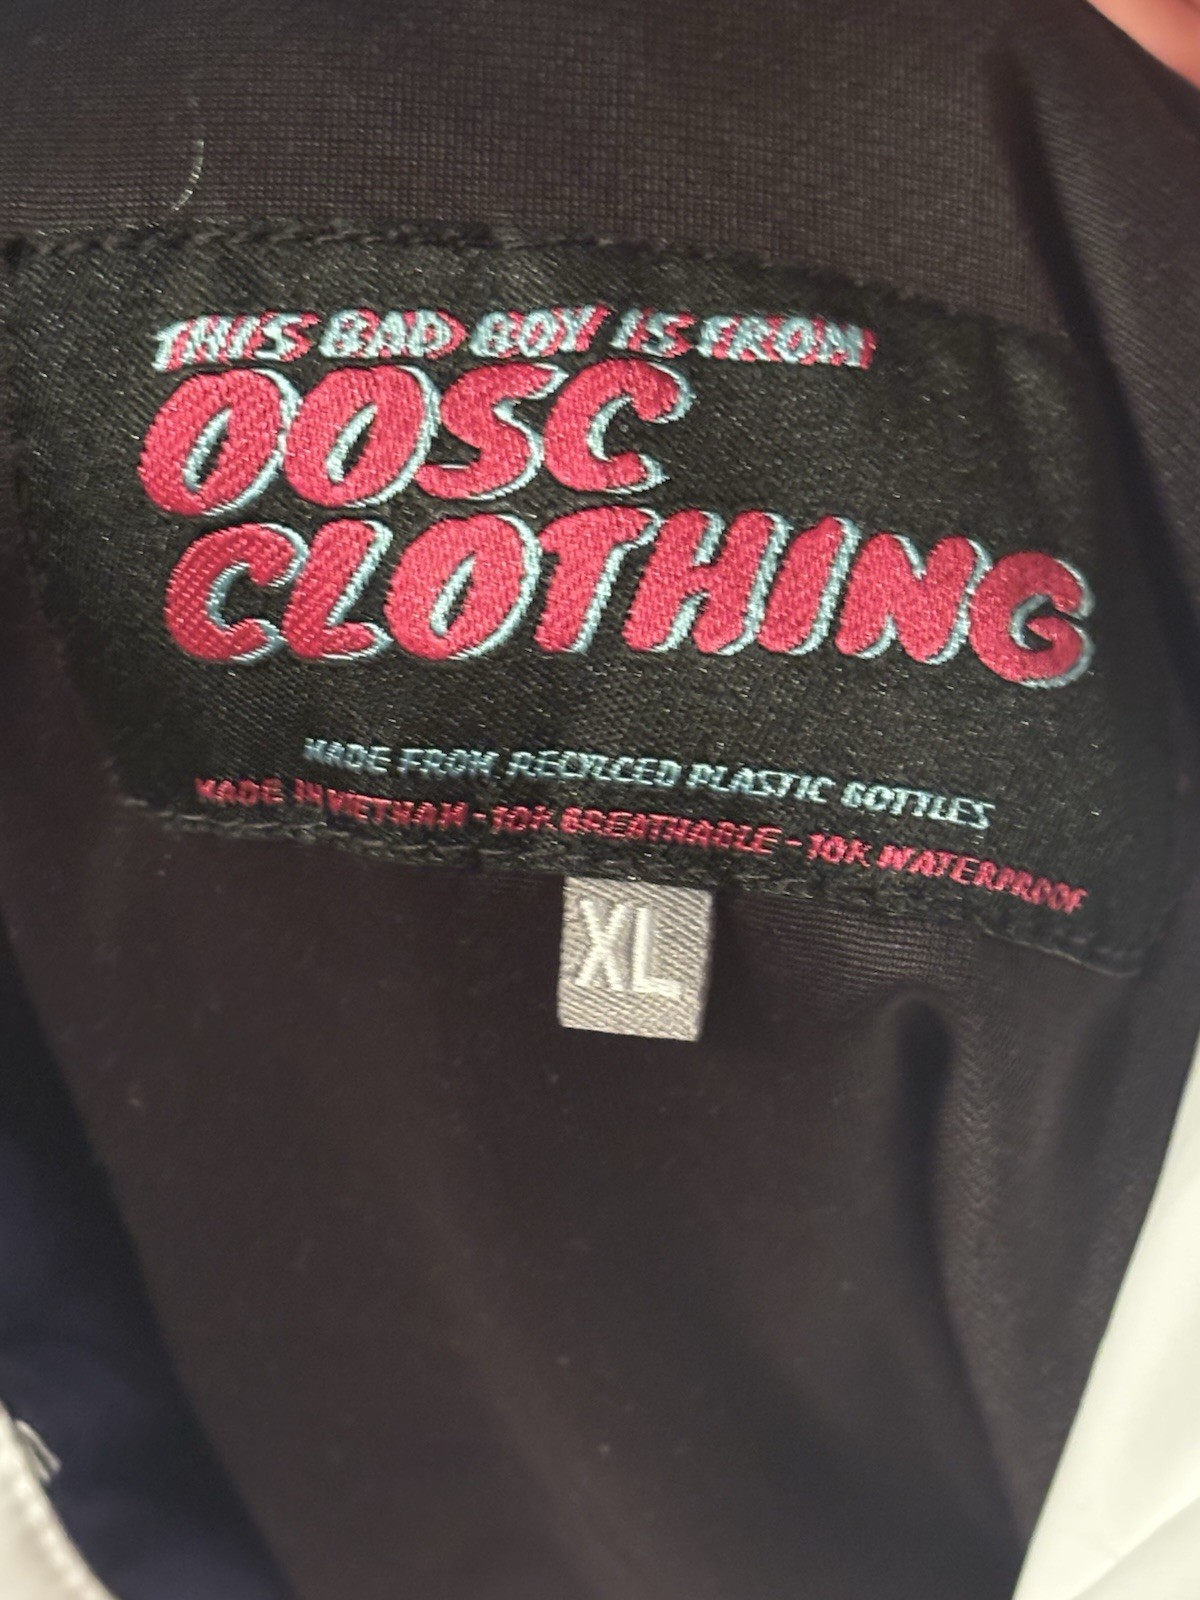 THIS BAD BOY IS FROM
OOSC
CLOTHING
MADE FROM RECYLCED PLASTIC BOTTLES
MADE IN VIETNAM - 10K BREATHABLE - 10K WATERPROOF
XL